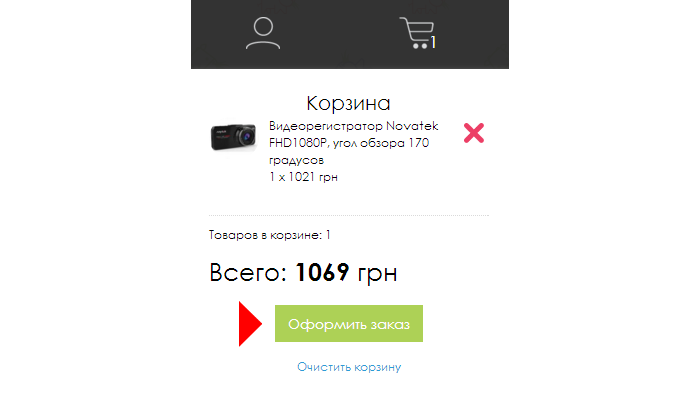 1
Корзина
Видеорегистратор Novatek
FHD1080P, угол обзора 170
градусов
1 x 1021 грн
Товаров в корзине: 1
Всего: 1069 грн
Оформить заказ
Очистить корзину